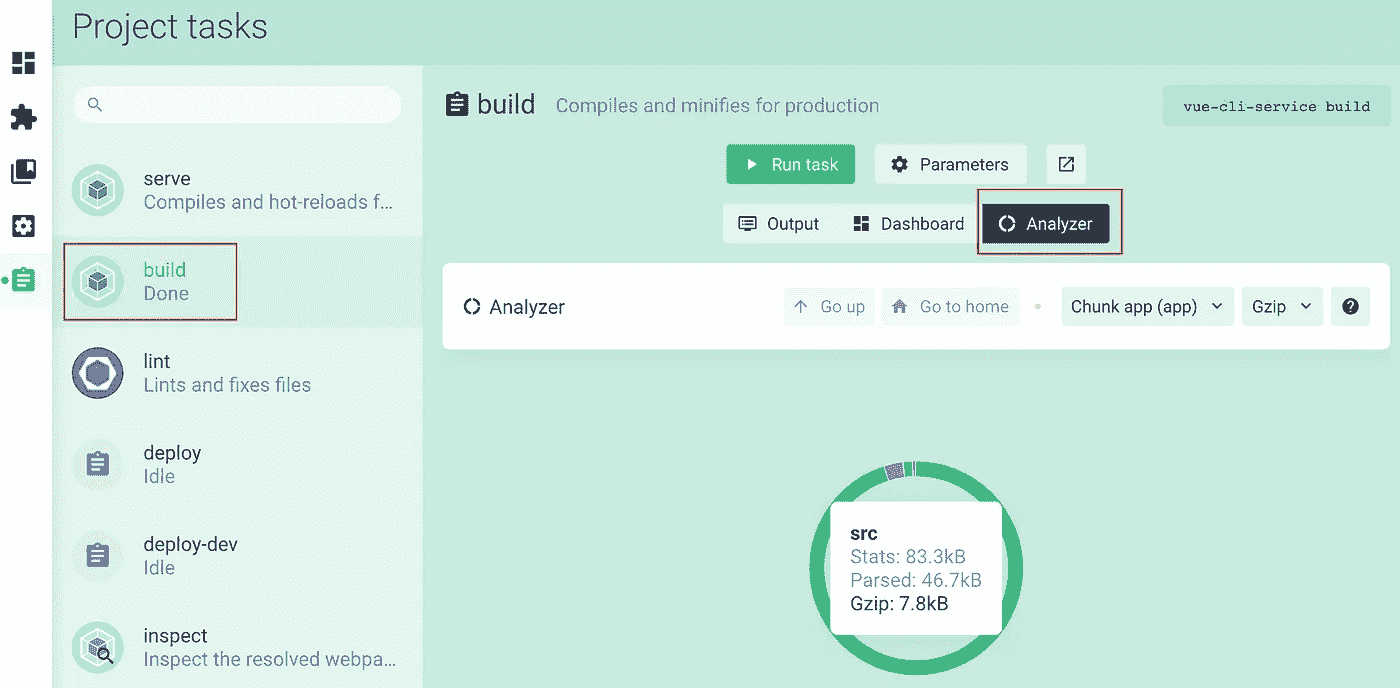 Project tasks
serve
Compiles and hot-reloads f...
build
Done
lint
Lints and fixes files
deploy
Idle
deploy-dev
Idle
inspect
Inspect the resolved webpa...
build Compiles and minifies for production
vue-cli-service build
Run task Parameters
Output Dashboard Analyzer
Analyzer Go up Go to home Chunk app (app) Gzip ?
src
Stats: 83.3kB
Parsed: 46.7kB
Gzip: 7.8kB